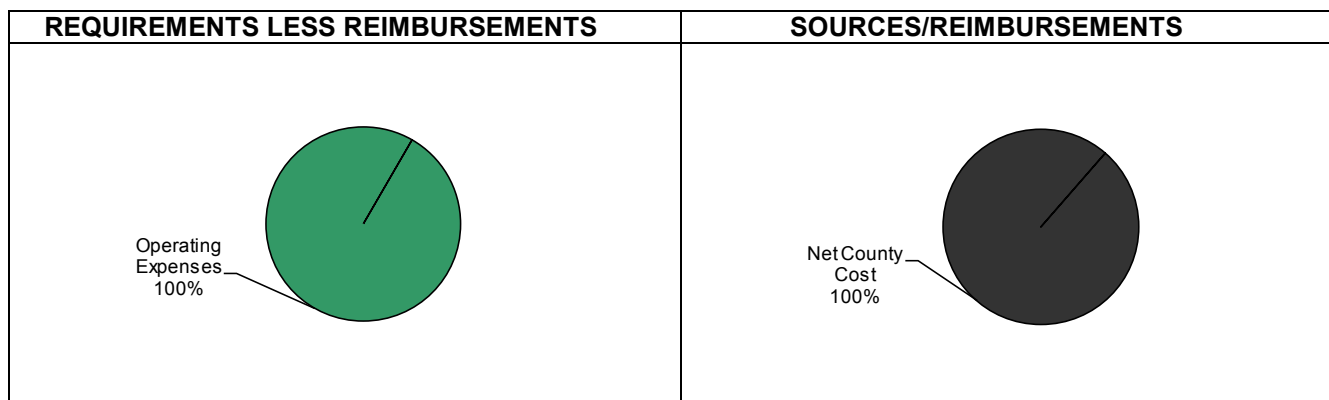 REQUIREMENTS LESS REIMBURSEMENTS
SOURCES/REIMBURSEMENTS
Operating
Expenses
100%
Net County
Cost
100%